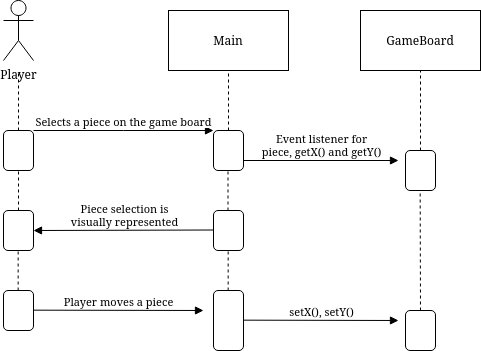 Main
GameBoard
Player
Selects a piece on the game board
Event listener for
piece, getX() and getY()
Piece selection is
visually represented
Player moves a piece
setX(), setY()